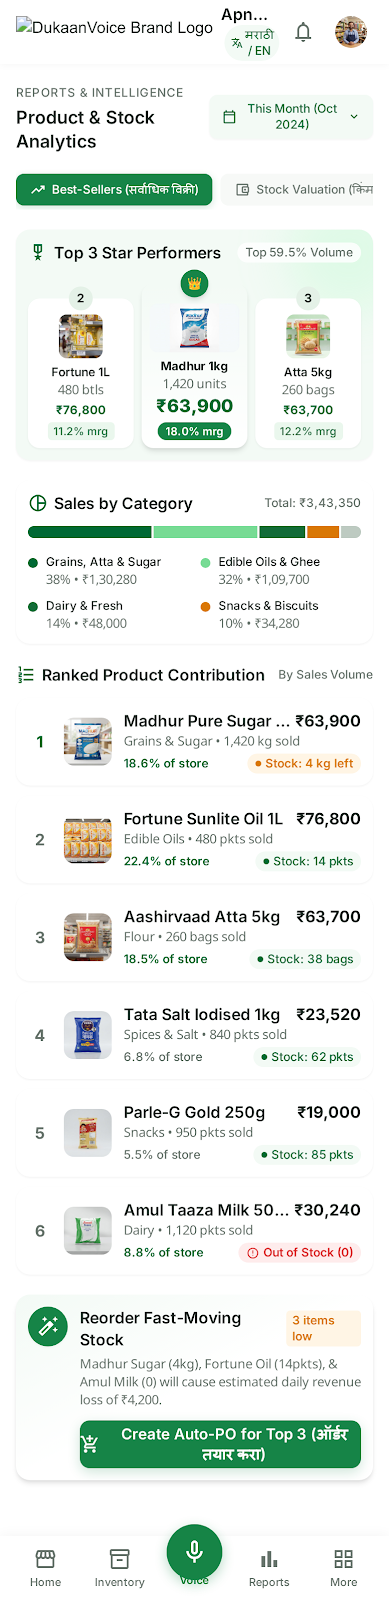 DukaanVoice Brand Logo
Apn...
मराठी
/ EN
REPORTS & INTELLIGENCE
Product & Stock
Analytics
This Month (Oct
2024)
Best-Sellers (सर्वाधिक विक्री)
Stock Valuation (किंम
Top 3 Star Performers
Top 59.5% Volume
2
Fortune 1L
480 btls
₹76,800
11.2% mrg
Madhur 1kg
1,420 units
₹63,900
18.0% mrg
3
Atta 5kg
260 bags
₹63,700
12.2% mrg
Sales by Category
Total: ₹3,43,350
Grains, Atta & Sugar
38% • ₹1,30,280
Edible Oils & Ghee
32% • ₹1,09,700
Dairy & Fresh
14% • ₹48,000
Snacks & Biscuits
10% • ₹34,280
Ranked Product Contribution
By Sales Volume
1
Madhur Pure Sugar ... ₹63,900
Grains & Sugar • 1,420 kg sold
18.6% of store
Stock: 4 kg left
2
Fortune Sunlite Oil 1L ₹76,800
Edible Oils • 480 pkts sold
22.4% of store
Stock: 14 pkts
3
Aashirvaad Atta 5kg ₹63,700
Flour • 260 bags sold
18.5% of store
Stock: 38 bags
4
Tata Salt Iodised 1kg ₹23,520
Spices & Salt • 840 pkts sold
6.8% of store
Stock: 62 pkts
5
Parle-G Gold 250g ₹19,000
Snacks • 950 pkts sold
5.5% of store
Stock: 85 pkts
6
Amul Taaza Milk 50... ₹30,240
Dairy • 1,120 pkts sold
8.8% of store
Out of Stock (0)
Reorder Fast-Moving
Stock
3 items
low
Madhur Sugar (4kg), Fortune Oil (14pkts), &
Amul Milk (0) will cause estimated daily revenue
loss of ₹4,200.
Create Auto-PO for Top 3 (ऑर्डर
तयार करा)
Home
Inventory
Voice
Reports
More